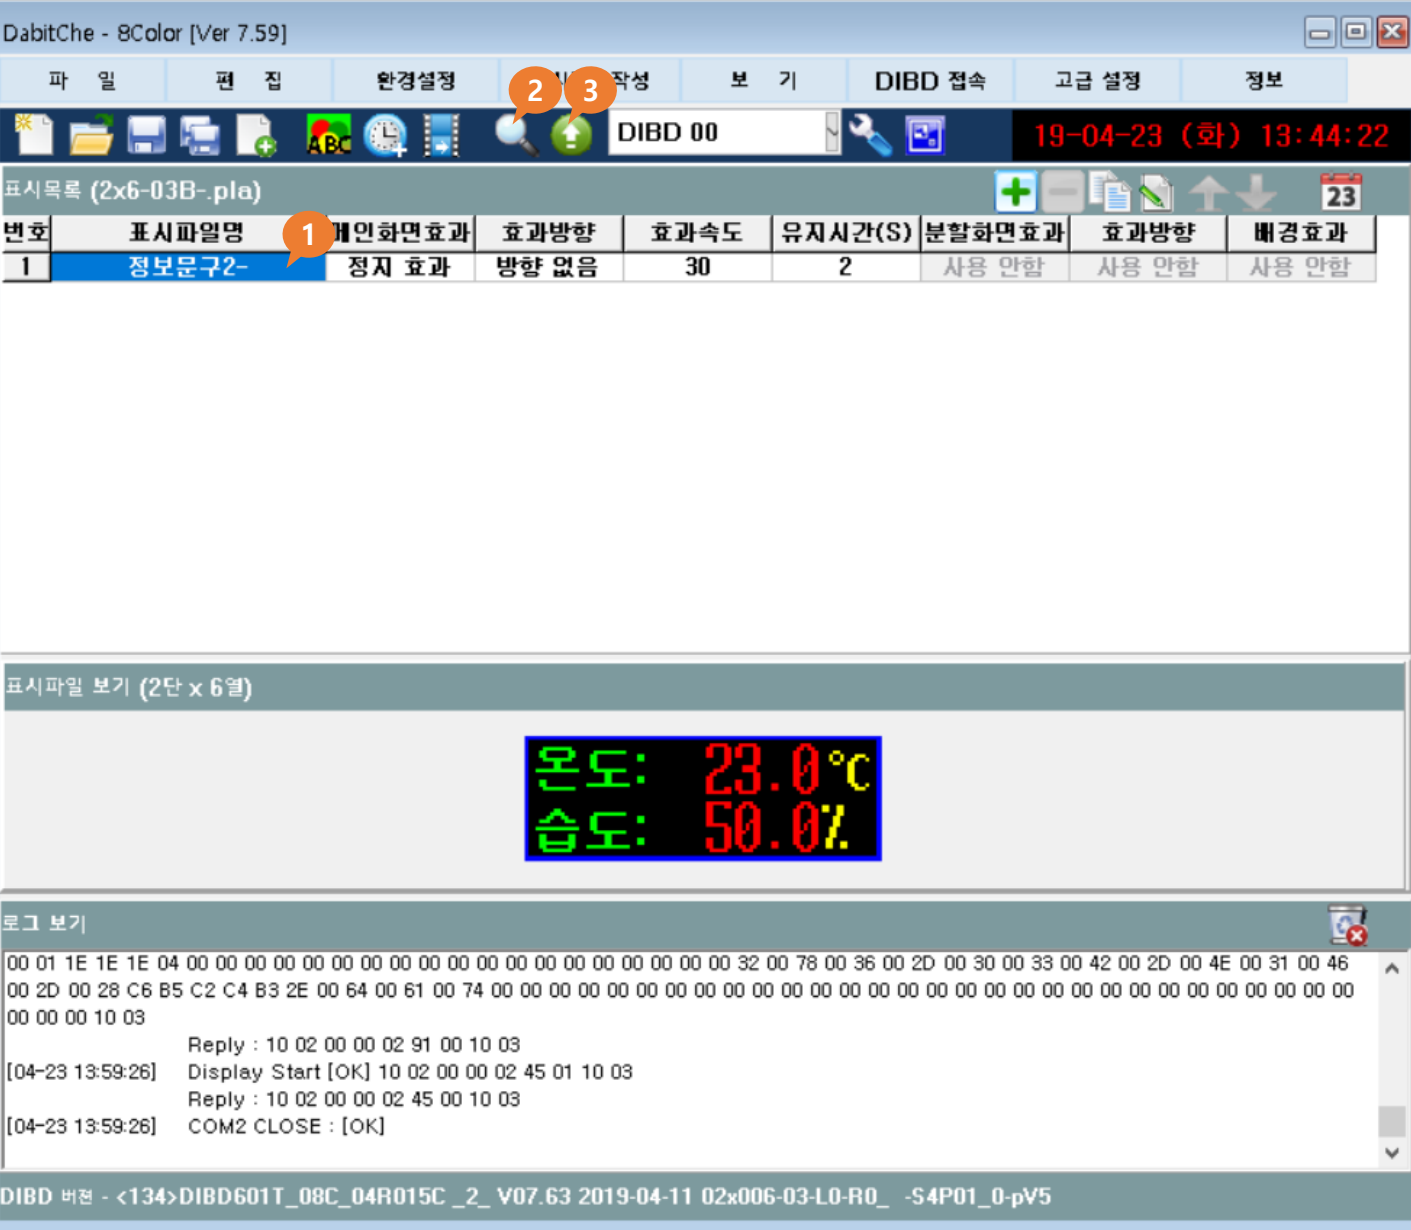 DabitChe - 8Color [Ver 7.59]
파 일 편 집 환경설정 작성 보 기 DIBD 접속 고급 설정 정보
2 3
ABC DIBD 00 19-04-23 (화) 13:44:22
표시목록 (2x6-03B-.pla) 23
번호 표시파일명 1 메인화면효과 효과방향 효과속도 유지시간(S) 분할화면효과 효과방향 배경효과
1 정보문구2- 정지 효과 방향 없음 30 2 사용 안함 사용 안함 사용 안함
표시파일 보기 (2단 x 6열)
온도: 23.0℃
습도: 50.0%
로그 보기
00 01 1E 1E 1E 04 00 00 00 00 00 00 00 00 00 00 00 00 00 00 00 00 00 00 00 32 00 78 00 36 00 2D 00 30 00 33 00 42 00 2D 00 4E 00 31 00 46
00 2D 00 28 C6 B5 C2 C4 B3 2E 00 64 00 61 00 74 00 00 00 00 00 00 00 00 00 00 00 00 00 00 00 00 00 00 00 00 00 00 00 00 00 00 00 00 00 00
00 00 00 10 03
Reply : 10 02 00 00 02 91 00 10 03
[04-23 13:59:26] Display Start [OK] 10 02 00 00 02 45 01 10 03
Reply : 10 02 00 00 02 45 00 10 03
[04-23 13:59:26] COM2 CLOSE : [OK]
DIBD 버젼 - <134>DIBD601T_08C_04R015C _2_ V07.63 2019-04-11 02x006-03-L0-R0_ -S4P01_0-pV5